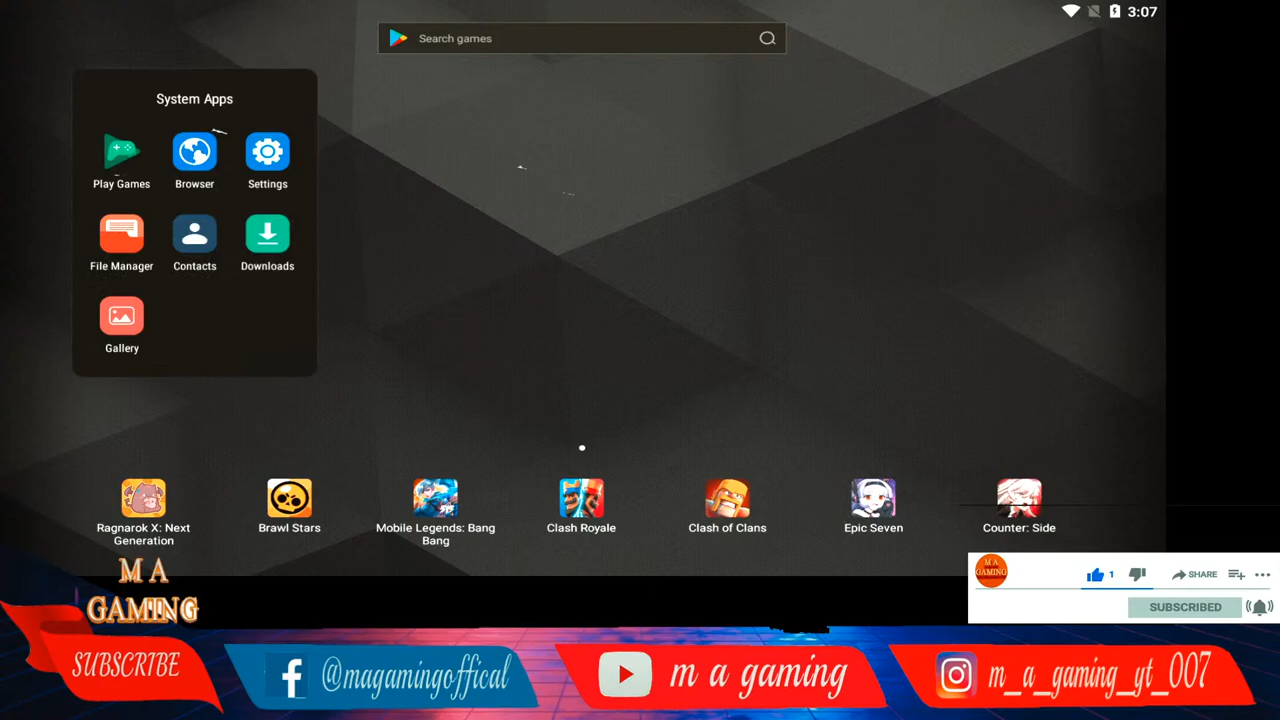 3:07
Search games
System Apps
Play Games
Browser
Settings
File Manager
Contacts
Downloads
Gallery
Ragnarok X: Next
Generation
Brawl Stars
Mobile Legends: Bang
Bang
Clash Royale
Clash of Clans
Epic Seven
Counter: Side
M A
GAMING
M A
GAMING
1
SHARE
SUBSCRIBED
SUBSCRIBE
@magamingoffical
m a gaming
m_a_gaming_yt_007